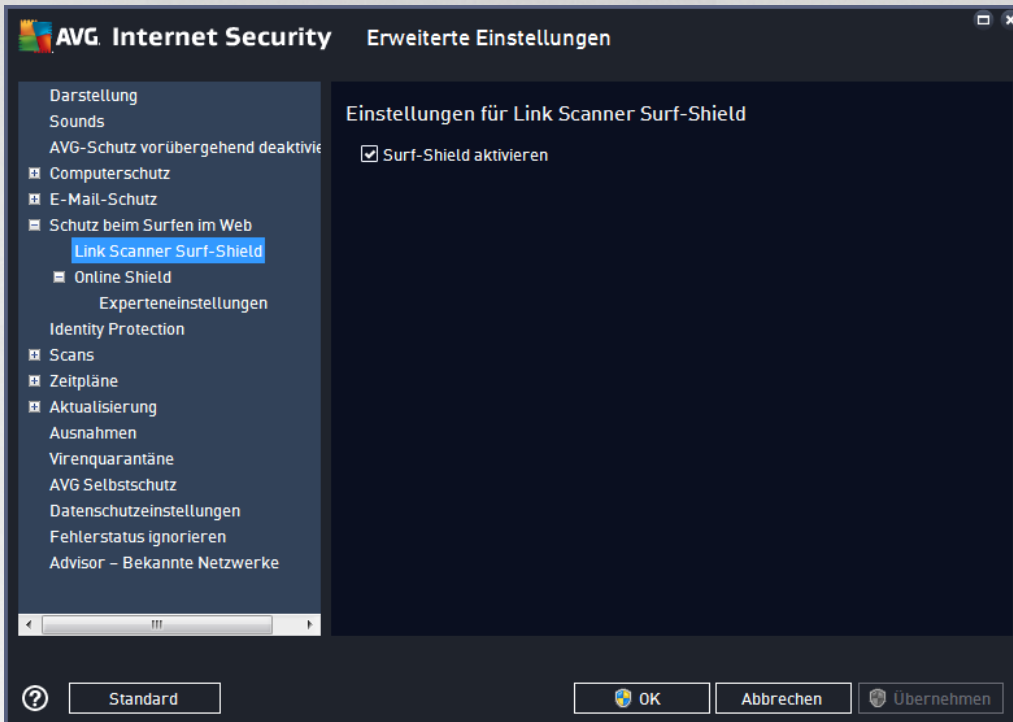 AVG. Internet Security Erweiterte Einstellungen
Darstellung
Sounds
AVG-Schutz vorübergehend
Computerschutz
E-Mail-Schutz
Schutz beim Surfen im Web
Link Scanner Surf-Shield
Online Shield
Experteneinstellungen
Identity Protection
Scans
Zeitpläne
Aktualisierung
Ausnahmen
Virenquarantäne
AVG Selbstschutz
Datenschutzeinstellungen
Fehlerstatus ignorieren
Advisor – Bekannte Netzwerke
Einstellungen für Link Scanner Surf-Shield
Surf-Shield aktivieren
? Standard OK Abbrechen Übernehmen